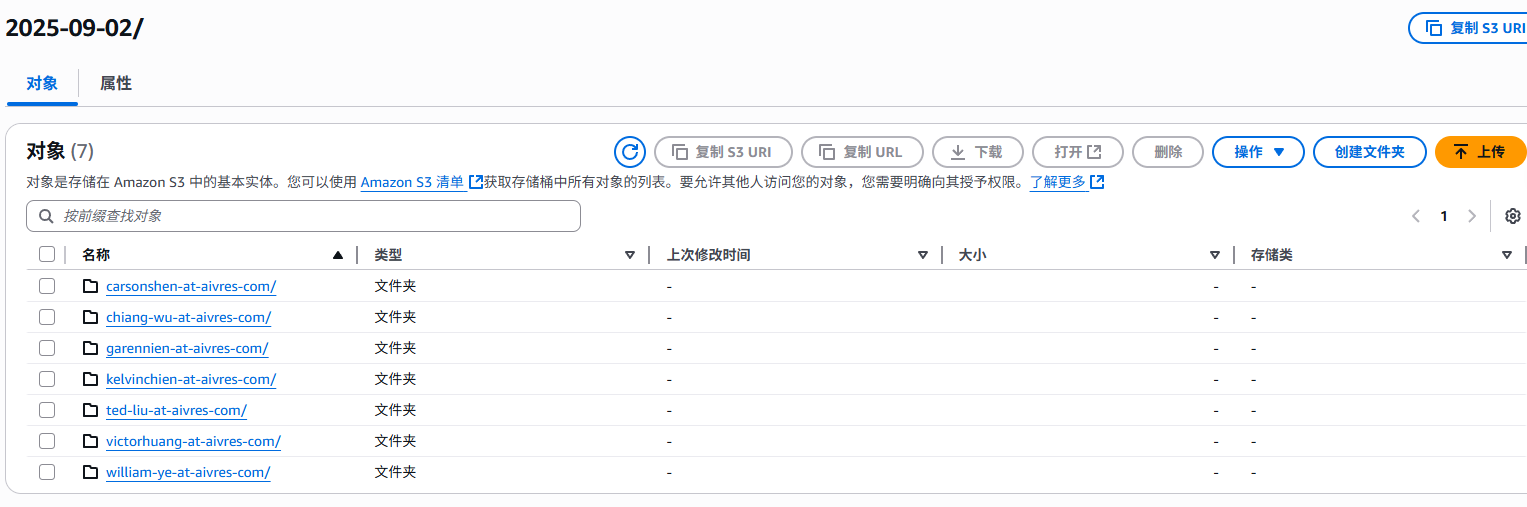 2025-09-02/
复制 S3 URI
对象 属性
对象 (7)
复制 S3 URI 复制 URL 下载 打开 删除 操作 创建文件夹 上传
对象是存储在 Amazon S3 中的基本实体。您可以使用 Amazon S3 清单 获取存储桶中所有对象的列表。要允许其他人访问您的对象，您需要明确向其授予权限。了解更多
按前缀查找对象
1
名称 类型 上次修改时间 大小 存储类
carsonshen-at-aivres-com/ 文件夹 - - -
chiang-wu-at-aivres-com/ 文件夹 - - -
garennien-at-aivres-com/ 文件夹 - - -
kelvinchien-at-aivres-com/ 文件夹 - - -
ted-liu-at-aivres-com/ 文件夹 - - -
victorhuang-at-aivres-com/ 文件夹 - - -
william-ye-at-aivres-com/ 文件夹 - - -